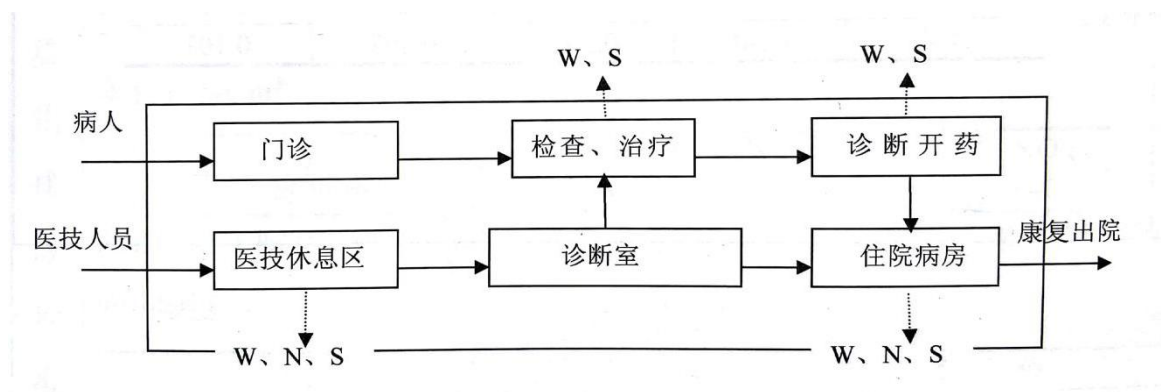 W、S
W、S
病人
门诊
检查、治疗
诊断开药
医技人员
医技休息区
诊断室
住院病房
康复出院
W、N、S
W、N、S